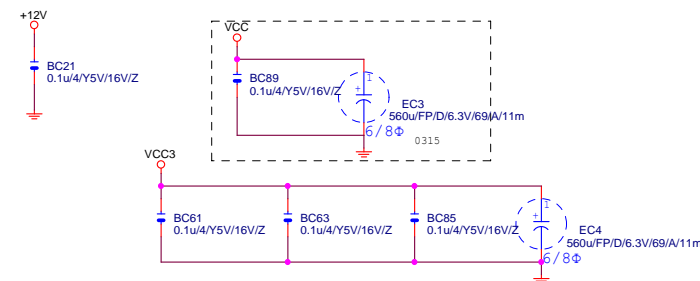 +12V
BC21
0.1u/4/Y5V/16V/Z
VCC
BC89
0.1u/4/Y5V/16V/Z
1
+
EC3
560u/FP/D/6.3V/69/A/11m
6/8Φ
0315
VCC3
BC61
0.1u/4/Y5V/16V/Z
BC63
0.1u/4/Y5V/16V/Z
BC85
0.1u/4/Y5V/16V/Z
1
+
EC4
560u/FP/D/6.3V/69/A/11m
6/8Φ